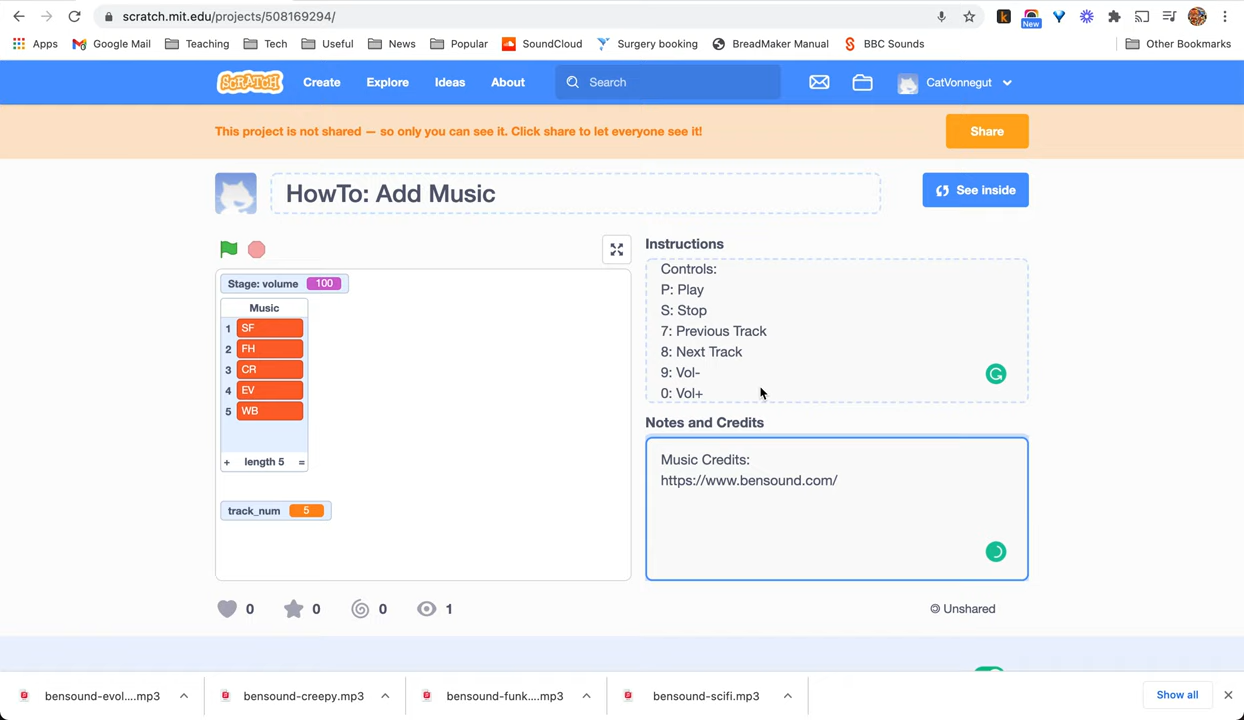 scratch.mit.edu/projects/508169294/
New
Apps Google Mail Teaching Tech Useful News Popular SoundCloud Surgery booking BreadMaker Manual BBC Sounds Other Bookmarks
SCRATCH Create Explore Ideas About Search CatVonnegut
This project is not shared — so only you can see it. Click share to let everyone see it!
Share
HowTo: Add Music
See inside
Stage: volume 100
Music
1 SF
2 FH
3 CR
4 EV
5 WB
+ length 5 =
track_num 5
Instructions
Controls:
P: Play
S: Stop
7: Previous Track
8: Next Track
9: Vol-
0: Vol+
Notes and Credits
Music Credits:
https://www.bensound.com/
0 0 0 1
Unshared
bensound-evol....mp3 bensound-creepy.mp3 bensound-funk....mp3 bensound-scifi.mp3 Show all